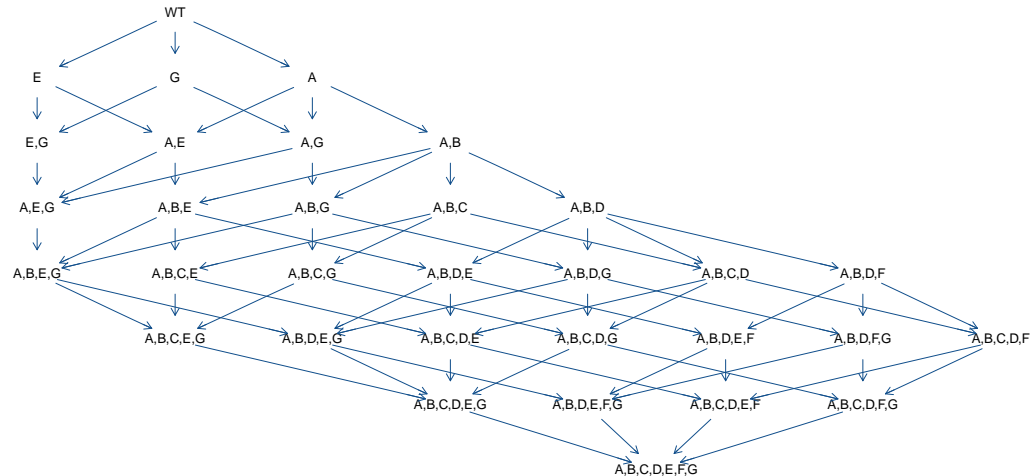 WT
E G A
E,G A,E A,G A,B
A,E,G A,B,E A,B,G A,B,C A,B,D
A,B,E,G A,B,C,E A,B,C,G A,B,D,E A,B,D,G A,B,C,D A,B,D,F
A,B,C,E,G A,B,D,E,G A,B,C,D,E A,B,C,D,G A,B,D,E,F A,B,D,F,G A,B,C,D,F
A,B,C,D,E,G A,B,D,E,F,G A,B,C,D,E,F A,B,C,D,F,G
A,B,C,D,E,F,G